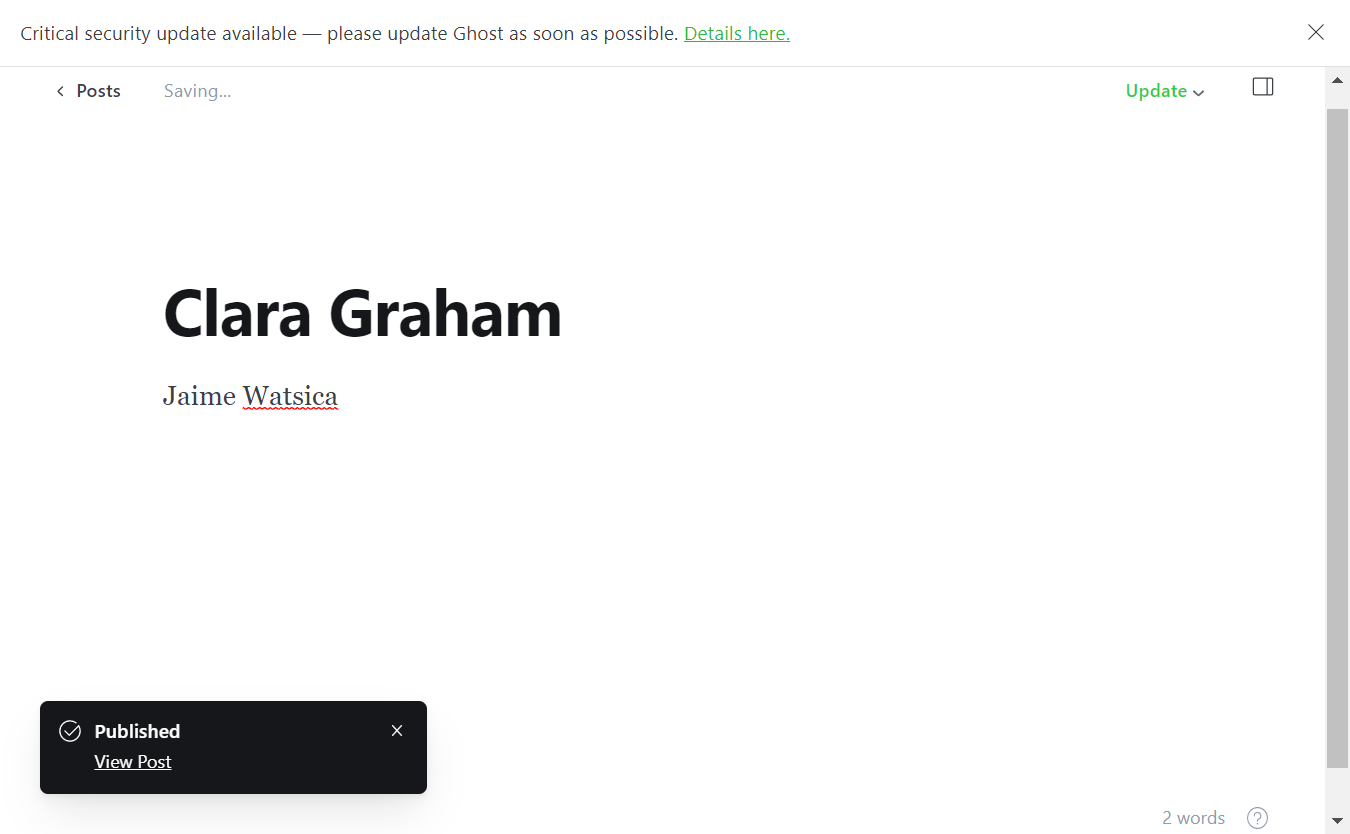 Critical security update available — please update Ghost as soon as possible. Details here.
Posts
Saving...
Update
Clara Graham
Jaime Watsica
Published
View Post
2 words
?